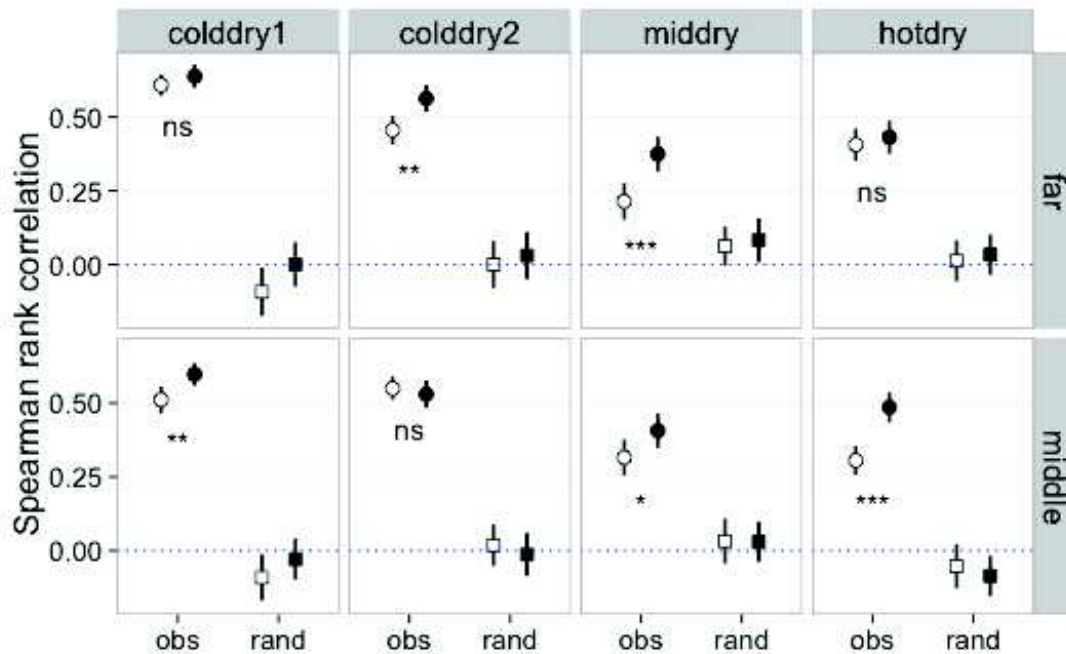 colddry1 colddry2 middry hotdry
Spearman rank correlation
0.50
0.25
0.00
ns ** *** ns
far
0.50
0.25
0.00
** ns * ***
middle
obs rand obs rand obs rand obs rand